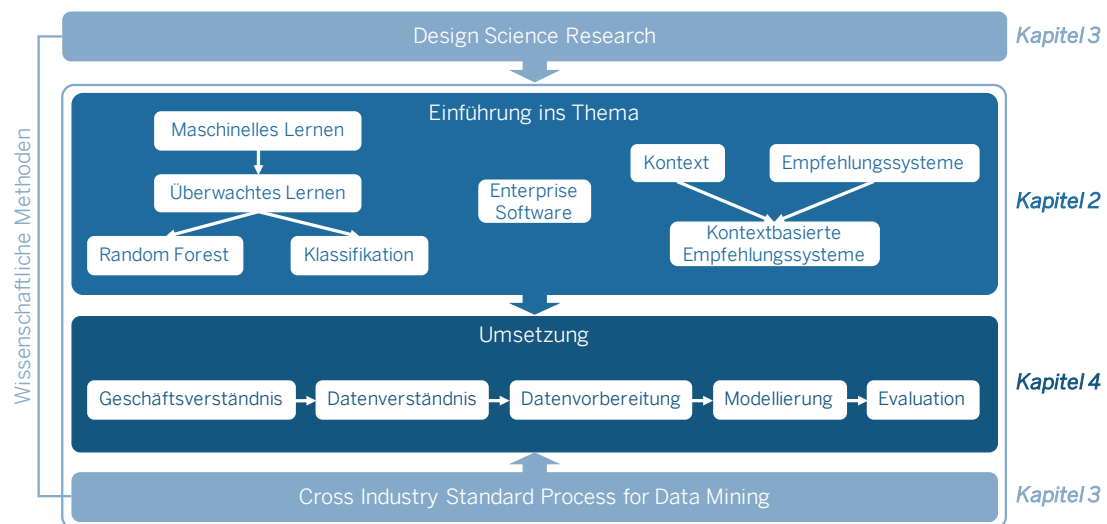 Design Science Research
Kapitel 3
Wissenschaftliche Methoden
Einführung ins Thema
Kapitel 2
Maschinelles Lernen
Überwachtes Lernen
Random Forest
Klassifikation
Enterprise
Software
Kontext
Empfehlungssysteme
Kontextbasierte
Empfehlungssysteme
Umsetzung
Kapitel 4
Geschäftsverständnis
Datenverständnis
Datenvorbereitung
Modellierung
Evaluation
Cross Industry Standard Process for Data Mining
Kapitel 3